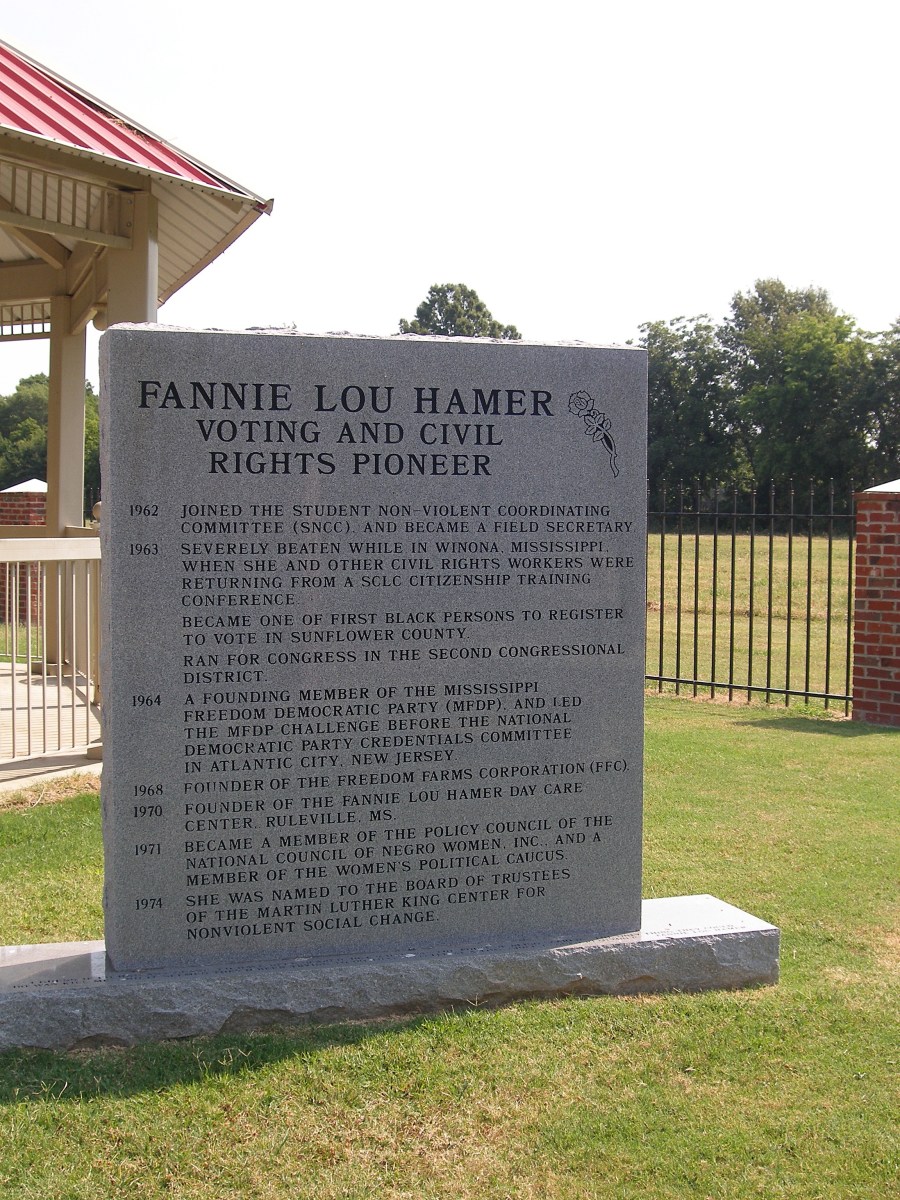 FANNIE LOU HAMER
VOTING AND CIVIL
RIGHTS PIONEER
1962 JOINED THE STUDENT NON-VIOLENT COORDINATING
COMMITTEE (SNCC), AND BECAME A FIELD SECRETARY
1963 SEVERELY BEATEN WHILE IN WINONA, MISSISSIPPI,
WHEN SHE AND OTHER CIVIL RIGHTS WORKERS WERE
RETURNING FROM A SCLC CITIZENSHIP TRAINING
CONFERENCE.
BECAME ONE OF FIRST BLACK PERSONS TO REGISTER
TO VOTE IN SUNFLOWER COUNTY.
RAN FOR CONGRESS IN THE SECOND CONGRESSIONAL
DISTRICT.
1964 A FOUNDING MEMBER OF THE MISSISSIPPI
FREEDOM DEMOCRATIC PARTY (MFDP), AND LED
THE MFDP CHALLENGE BEFORE THE NATIONAL
DEMOCRATIC PARTY CREDENTIALS COMMITTEE
IN ATLANTIC CITY, NEW JERSEY.
1968 FOUNDER OF THE FREEDOM FARMS CORPORATION (FFC).
1970 FOUNDER OF THE FANNIE LOU HAMER DAY CARE
CENTER, RULEVILLE, MS.
1971 BECAME A MEMBER OF THE POLICY COUNCIL OF THE
NATIONAL COUNCIL OF NEGRO WOMEN, INC., AND A
MEMBER OF THE WOMEN'S POLITICAL CAUCUS.
1974 SHE WAS NAMED TO THE BOARD OF TRUSTEES
OF THE MARTIN LUTHER KING CENTER FOR
NONVIOLENT SOCIAL CHANGE.